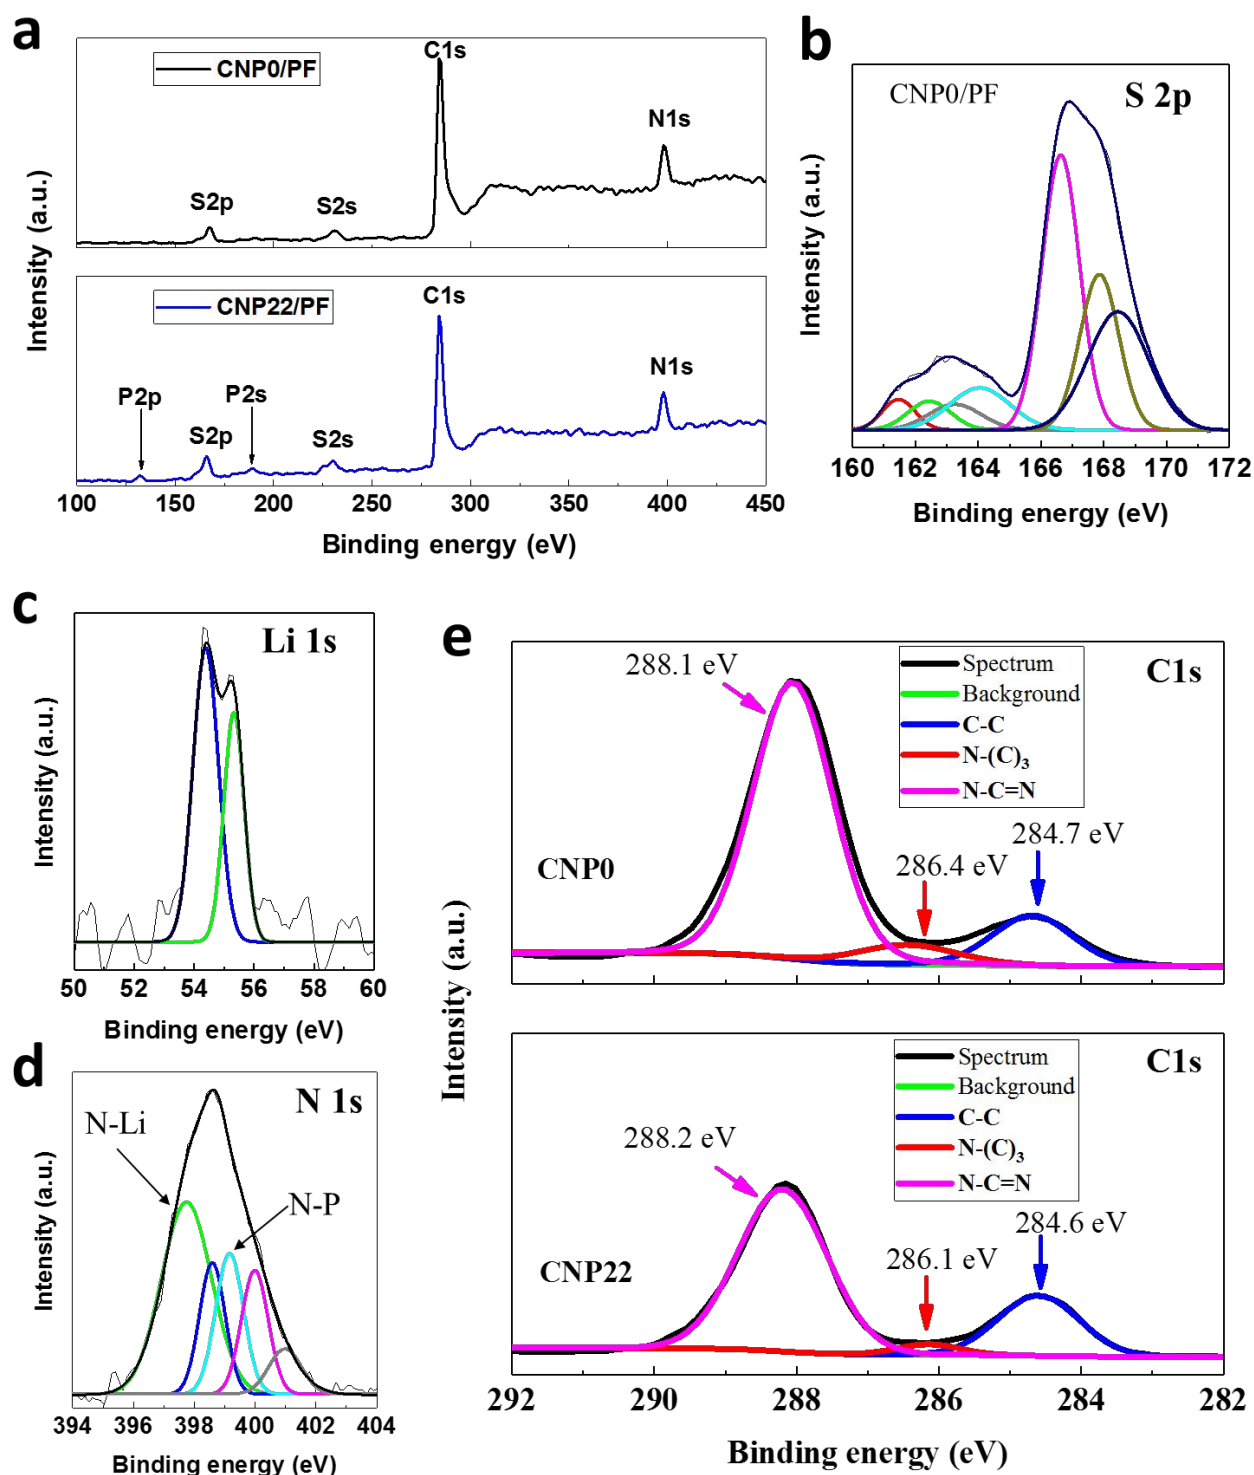 a
CNP0/PF
C1s
N1s
S2p
S2s
CNP22/PF
C1s
N1s
P2p
P2s
S2p
S2s
Intensity (a.u.)
100 150 200 250 300 350 400 450
Binding energy (eV)
b
CNP0/PF
S 2p
Intensity (a.u.)
160 162 164 166 168 170 172
Binding energy (eV)
c
Li 1s
Intensity (a.u.)
50 52 54 56 58 60
Binding energy (eV)
d
N 1s
N-Li
N-P
Intensity (a.u.)
394 396 398 400 402 404
Binding energy (eV)
e
288.1 eV
Spectrum
Background
C-C
N-(C)₃
N-C=N
C1s
284.7 eV
286.4 eV
CNP0
Intensity (a.u.)
Spectrum
Background
C-C
N-(C)₃
N-C=N
C1s
288.2 eV
284.6 eV
286.1 eV
CNP22
292 290 288 286 284 282
Binding energy (eV)